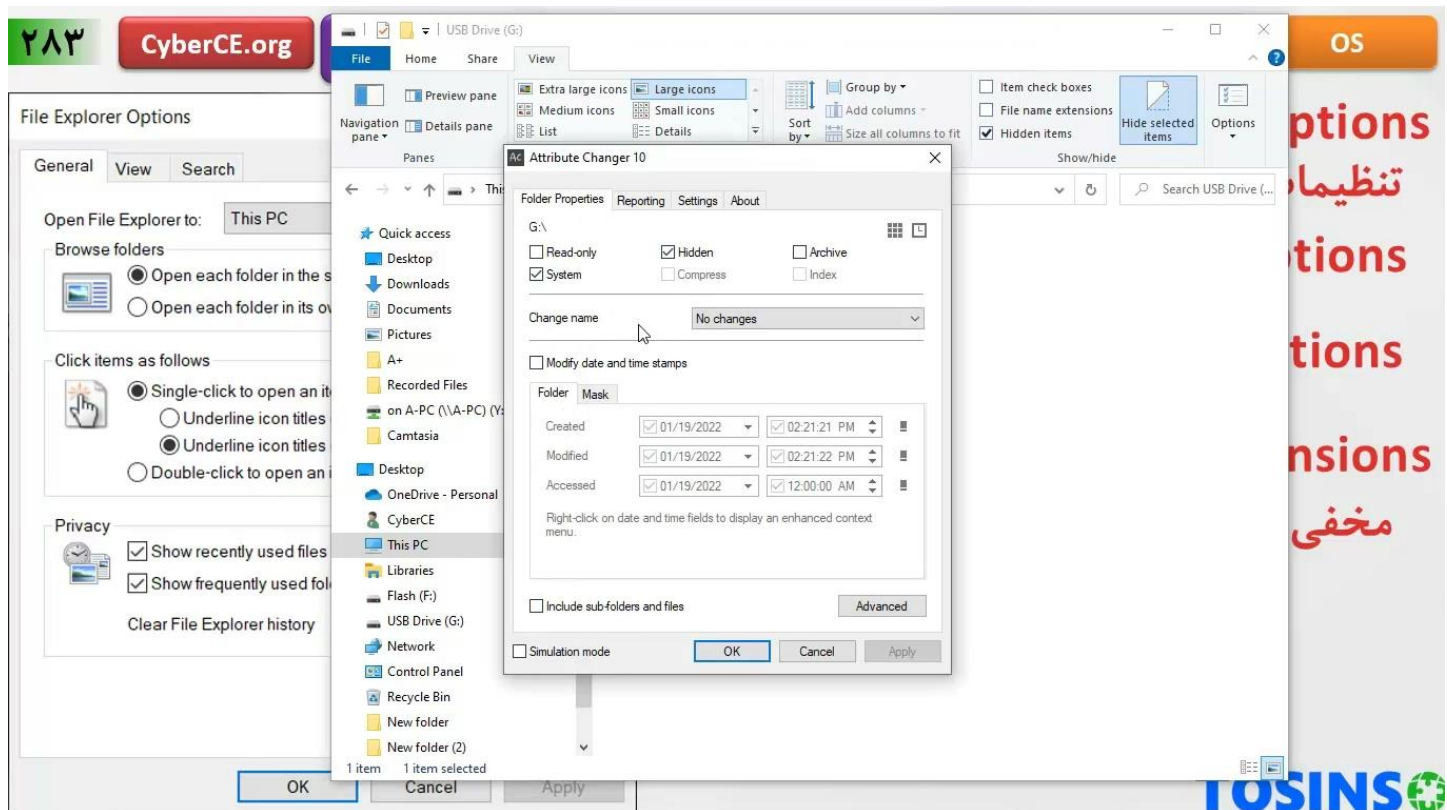 ۲۸۳
CyberCE.org
OS
ptions
تنظیمات
tions
tions
nsions
مخفی
TOSINS
File Explorer Options
General View Search
Open File Explorer to: This PC
Browse folders
Open each folder in the s
Open each folder in its ow
Click items as follows
Single-click to open an it
Underline icon titles
Underline icon titles
Double-click to open an i
Privacy
Show recently used files
Show frequently used fol
Clear File Explorer history
OK Cancel Apply
USB Drive (G:)
File Home Share View
Navigation pane
Preview pane
Details pane
Panes
Extra large icons Large icons
Medium icons Small icons
List Details
Sort by
Group by
Add columns
Size all columns to fit
Item check boxes
File name extensions
Hidden items
Hide selected items
Show/hide
Options
Search USB Drive (...
Quick access
Desktop
Downloads
Documents
Pictures
A+
Recorded Files
on A-PC (\\A-PC) (Y:
Camtasia
Desktop
OneDrive - Personal
CyberCE
This PC
Libraries
Flash (F:)
USB Drive (G:)
Network
Control Panel
Recycle Bin
New folder
New folder (2)
1 item 1 item selected
Ac Attribute Changer 10
Folder Properties Reporting Settings About
G:\
Read-only Hidden Archive
System Compress Index
Change name No changes
Modify date and time stamps
Folder Mask
Created 01/19/2022 02:21:21 PM
Modified 01/19/2022 02:21:22 PM
Accessed 01/19/2022 12:00:00 AM
Right-click on date and time fields to display an enhanced context
menu.
Include sub-folders and files Advanced
Simulation mode OK Cancel Apply